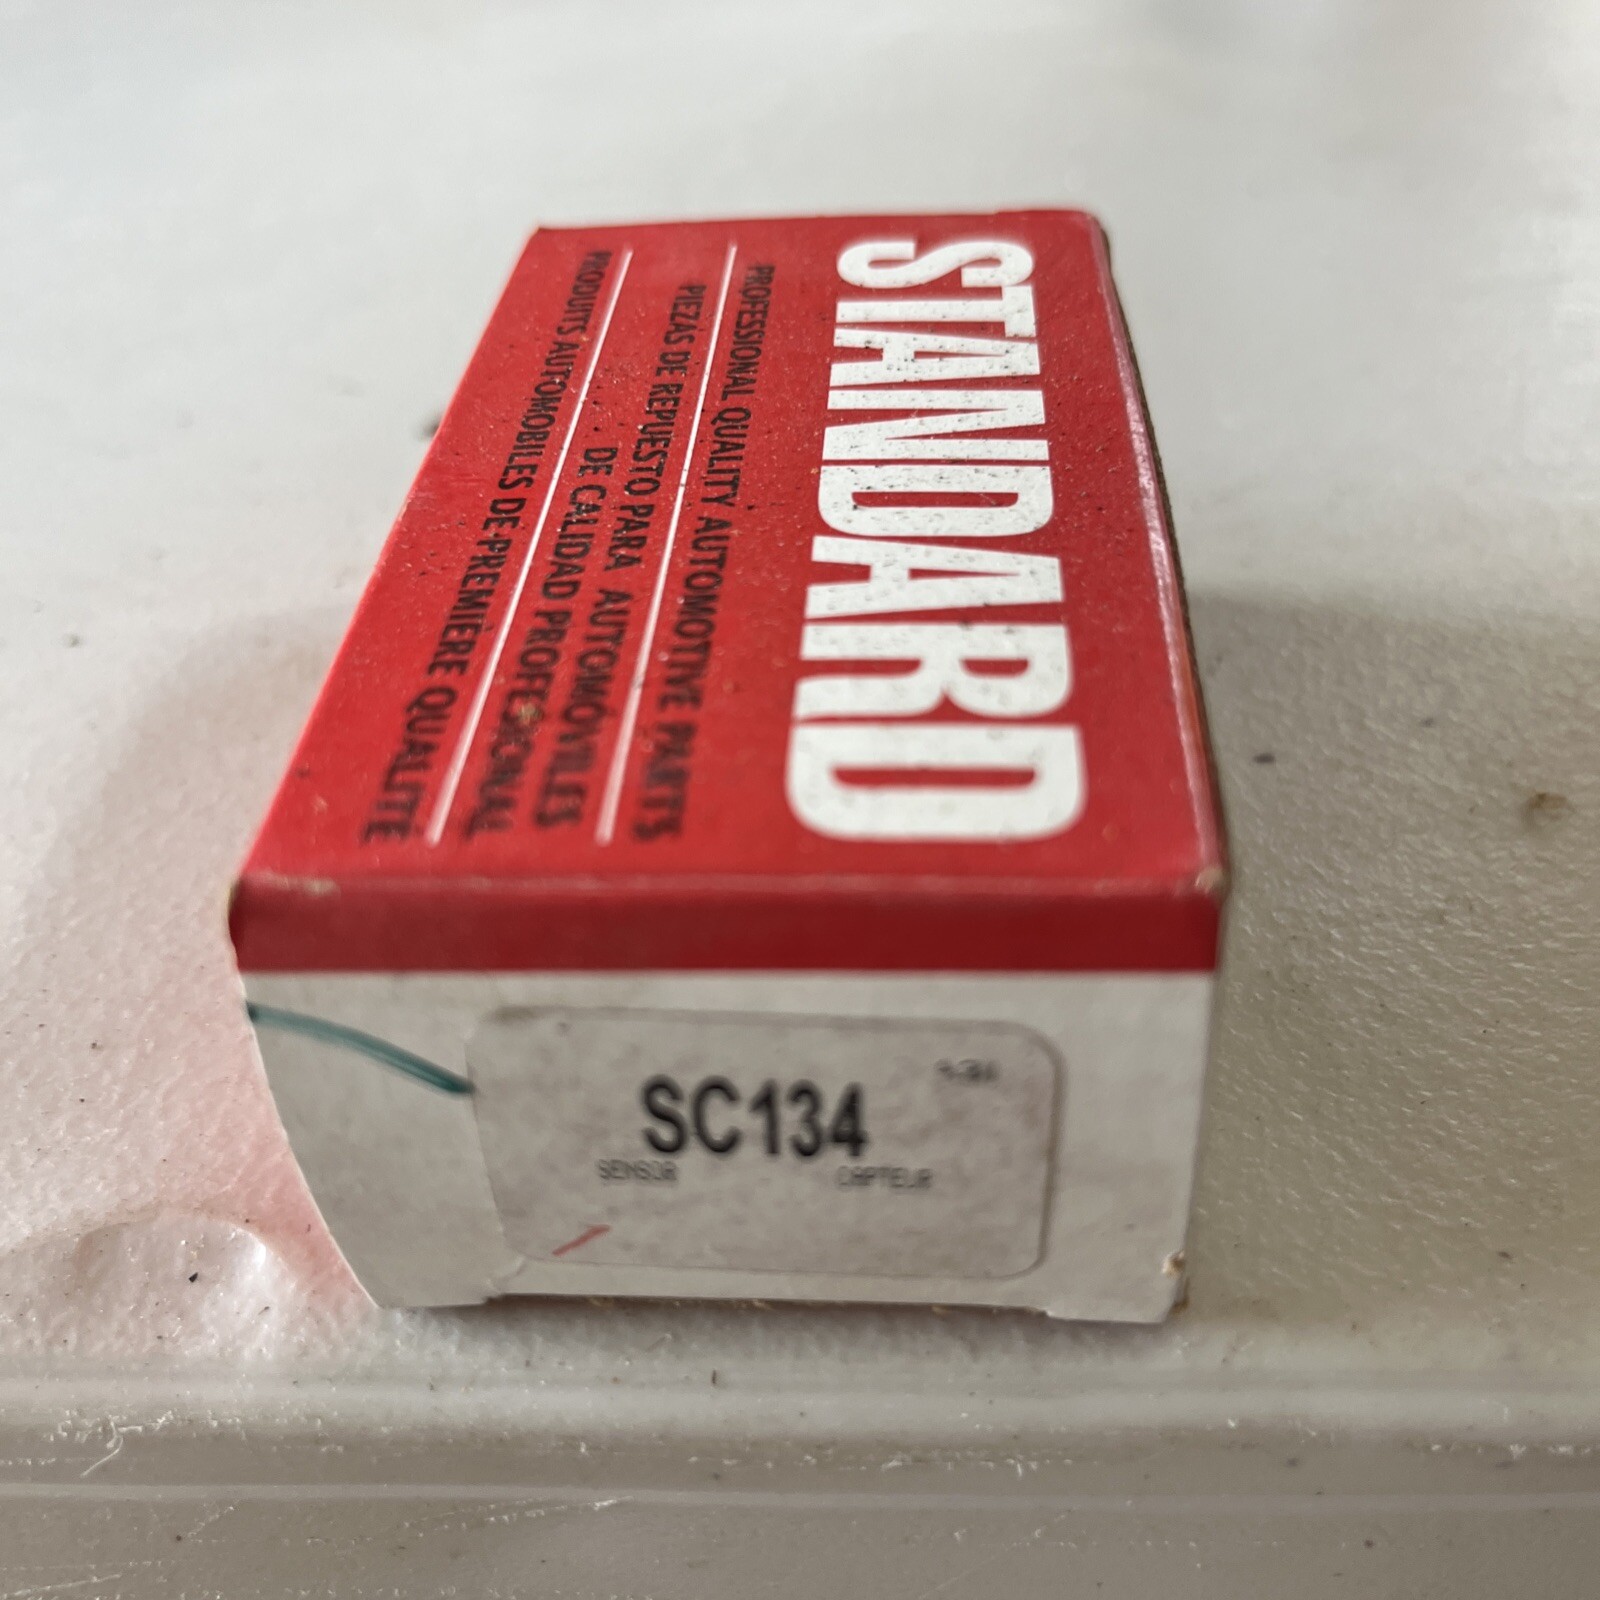 STANDARD
PROFESSIONAL QUALITY AUTOMOTIVE PARTS
PIEZAS DE REPUESTO PARA AUTOMÓVILES
DE CALIDAD PROFESIONAL
PRODUITS AUTOMOBILES DE PREMIÈRE QUALITÉ
SC134
SENSOR CAPTEUR